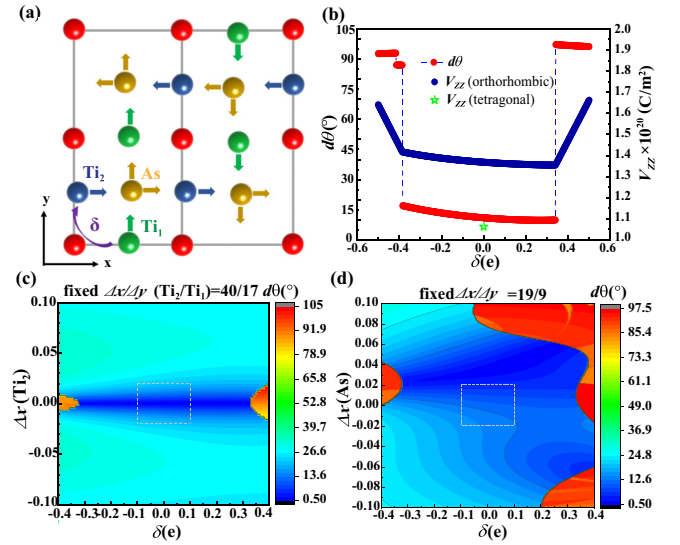 (a)
Ti2
As
δ
Ti1
y
x
(b)
105
90
75
60
45
30
15
0
dθ(°)
dθ
VZZ (orthorhombic)
VZZ (tetragonal)
2.0
1.9
1.8
1.7
1.6
1.5
1.4
1.3
1.2
1.1
1.0
VZZ ×10²⁰ (C/m²)
-0.6 -0.4 -0.2 0.0 0.2 0.4 0.6
δ(e)
(c)
fixed Δx/Δy (Ti2/Ti1)=40/17 dθ(°)
0.10
0.05
0.00
-0.05
-0.10
Δx(Ti2)
-0.4 -0.3 -0.2 -0.1 0.0 0.1 0.2 0.3 0.4
δ(e)
105
91.9
78.9
65.8
52.8
39.7
26.6
13.6
0.50
(d)
fixed Δx/Δy =19/9 dθ(°)
0.10
0.08
0.06
0.04
0.02
0.00
-0.02
-0.04
-0.06
-0.08
-0.10
Δx(As)
-0.4 -0.3 -0.2 -0.1 0.0 0.1 0.2 0.3 0.4
δ(e)
97.5
85.4
73.3
61.1
49.0
36.9
24.8
12.6
0.50